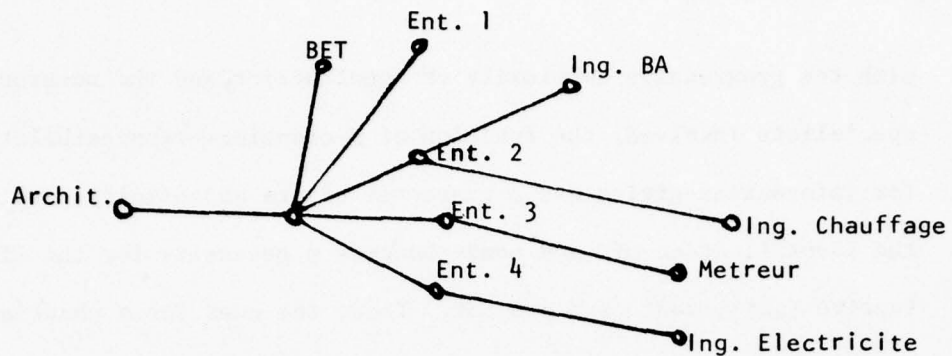 Ent. 1
BET
Ing. BA
Ent. 2
Archit.
Ent. 3
Ing. Chauffage
Ent. 4
Metreur
Ing. Electricite